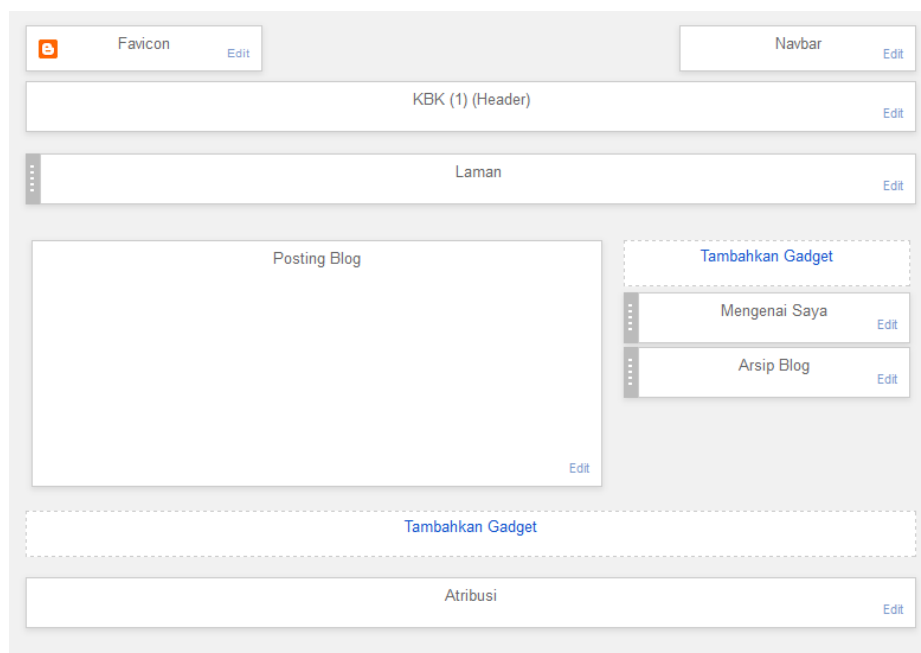 Favicon
Edit
Navbar
Edit
KBK (1) (Header)
Edit
Laman
Edit
Posting Blog
Edit
Tambahkan Gadget
Mengenai Saya
Edit
Arsip Blog
Edit
Tambahkan Gadget
Atribusi
Edit